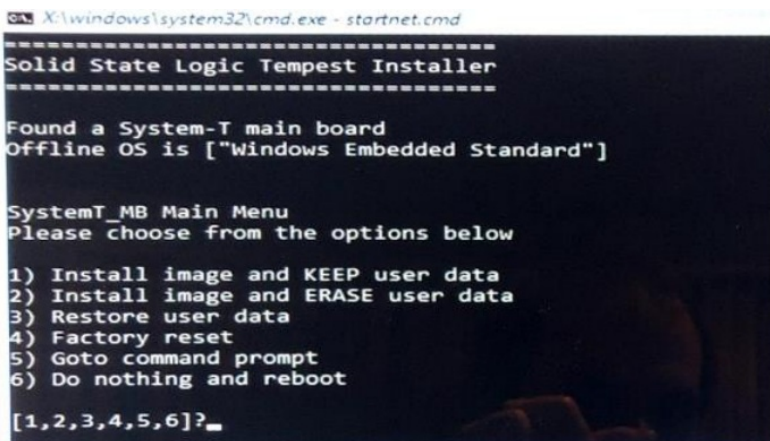 X:\windows\system32\cmd.exe - startnet.cmd
===================================
Solid State Logic Tempest Installer
===================================
Found a System-T main board
Offline OS is ["Windows Embedded Standard"]
SystemT_MB Main Menu
Please choose from the options below
1) Install image and KEEP user data
2) Install image and ERASE user data
3) Restore user data
4) Factory reset
5) Goto command prompt
6) Do nothing and reboot
[1,2,3,4,5,6]?_